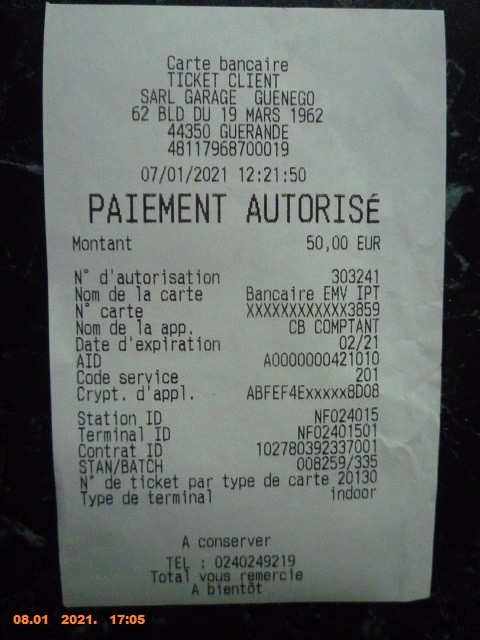 Carte bancaire
TICKET CLIENT
SARL GARAGE GUENEGO
62 BLD DU 19 MARS 1962
44350 GUERANDE
48117968700019
07/01/2021 12:21:50
PAIEMENT AUTORISÉ
Montant 50,00 EUR
N° d'autorisation 303241
Nom de la carte Bancaire EMV IPT
N° carte XXXXXXXXXXXX3859
Nom de la app. CB COMPTANT
Date d'expiration 02/21
AID A0000000421010
Code service 201
Crypt. d'appl. ABFEF4Exxxxx8D08
Station ID NF024015
Terminal ID NF02401501
Contrat ID 102780392337001
STAN/BATCH 008259/335
N° de ticket par type de carte 20130
Type de terminal indoor
A conserver
TEL : 0240249219
Total vous remercie
A bientôt
08.01 2021. 17:05